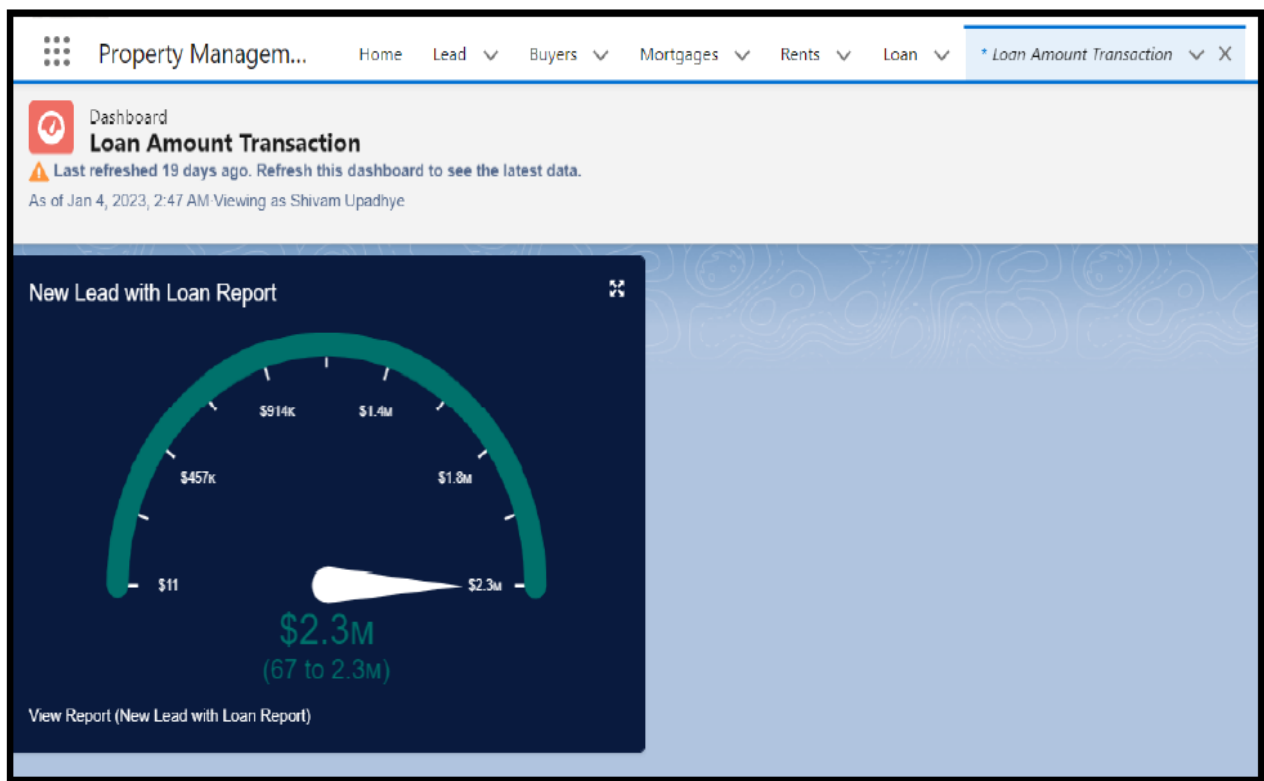 Property Managem... Home Lead Buyers Mortgages Rents Loan * Loan Amount Transaction
Dashboard
Loan Amount Transaction
Last refreshed 19 days ago. Refresh this dashboard to see the latest data.
As of Jan 4, 2023, 2:47 AM·Viewing as Shivam Upadhye
New Lead with Loan Report
$914K $1.4M
$457K $1.8M
$11 $2.3M
$2.3M
(67 to 2.3M)
View Report (New Lead with Loan Report)